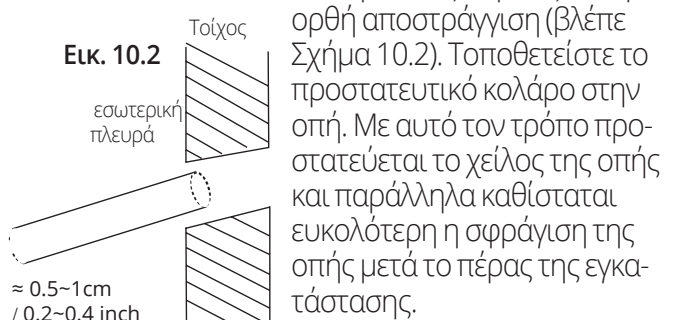 Τοίχος
Εικ. 10.2
εσωτερική
πλευρά
≈ 0.5~1cm
/ 0.2~0.4 inch
ορθή αποστράγγιση (βλέπε
Σχήμα 10.2). Τοποθετείστε το
προστατευτικό κολάρο στην
οπή. Με αυτό τον τρόπο προ-
στατεύεται το χείλος της οπής
και παράλληλα καθίσταται
ευκολότερη η σφράγιση της
οπής μετά το πέρας της εγκα-
τάστασης.